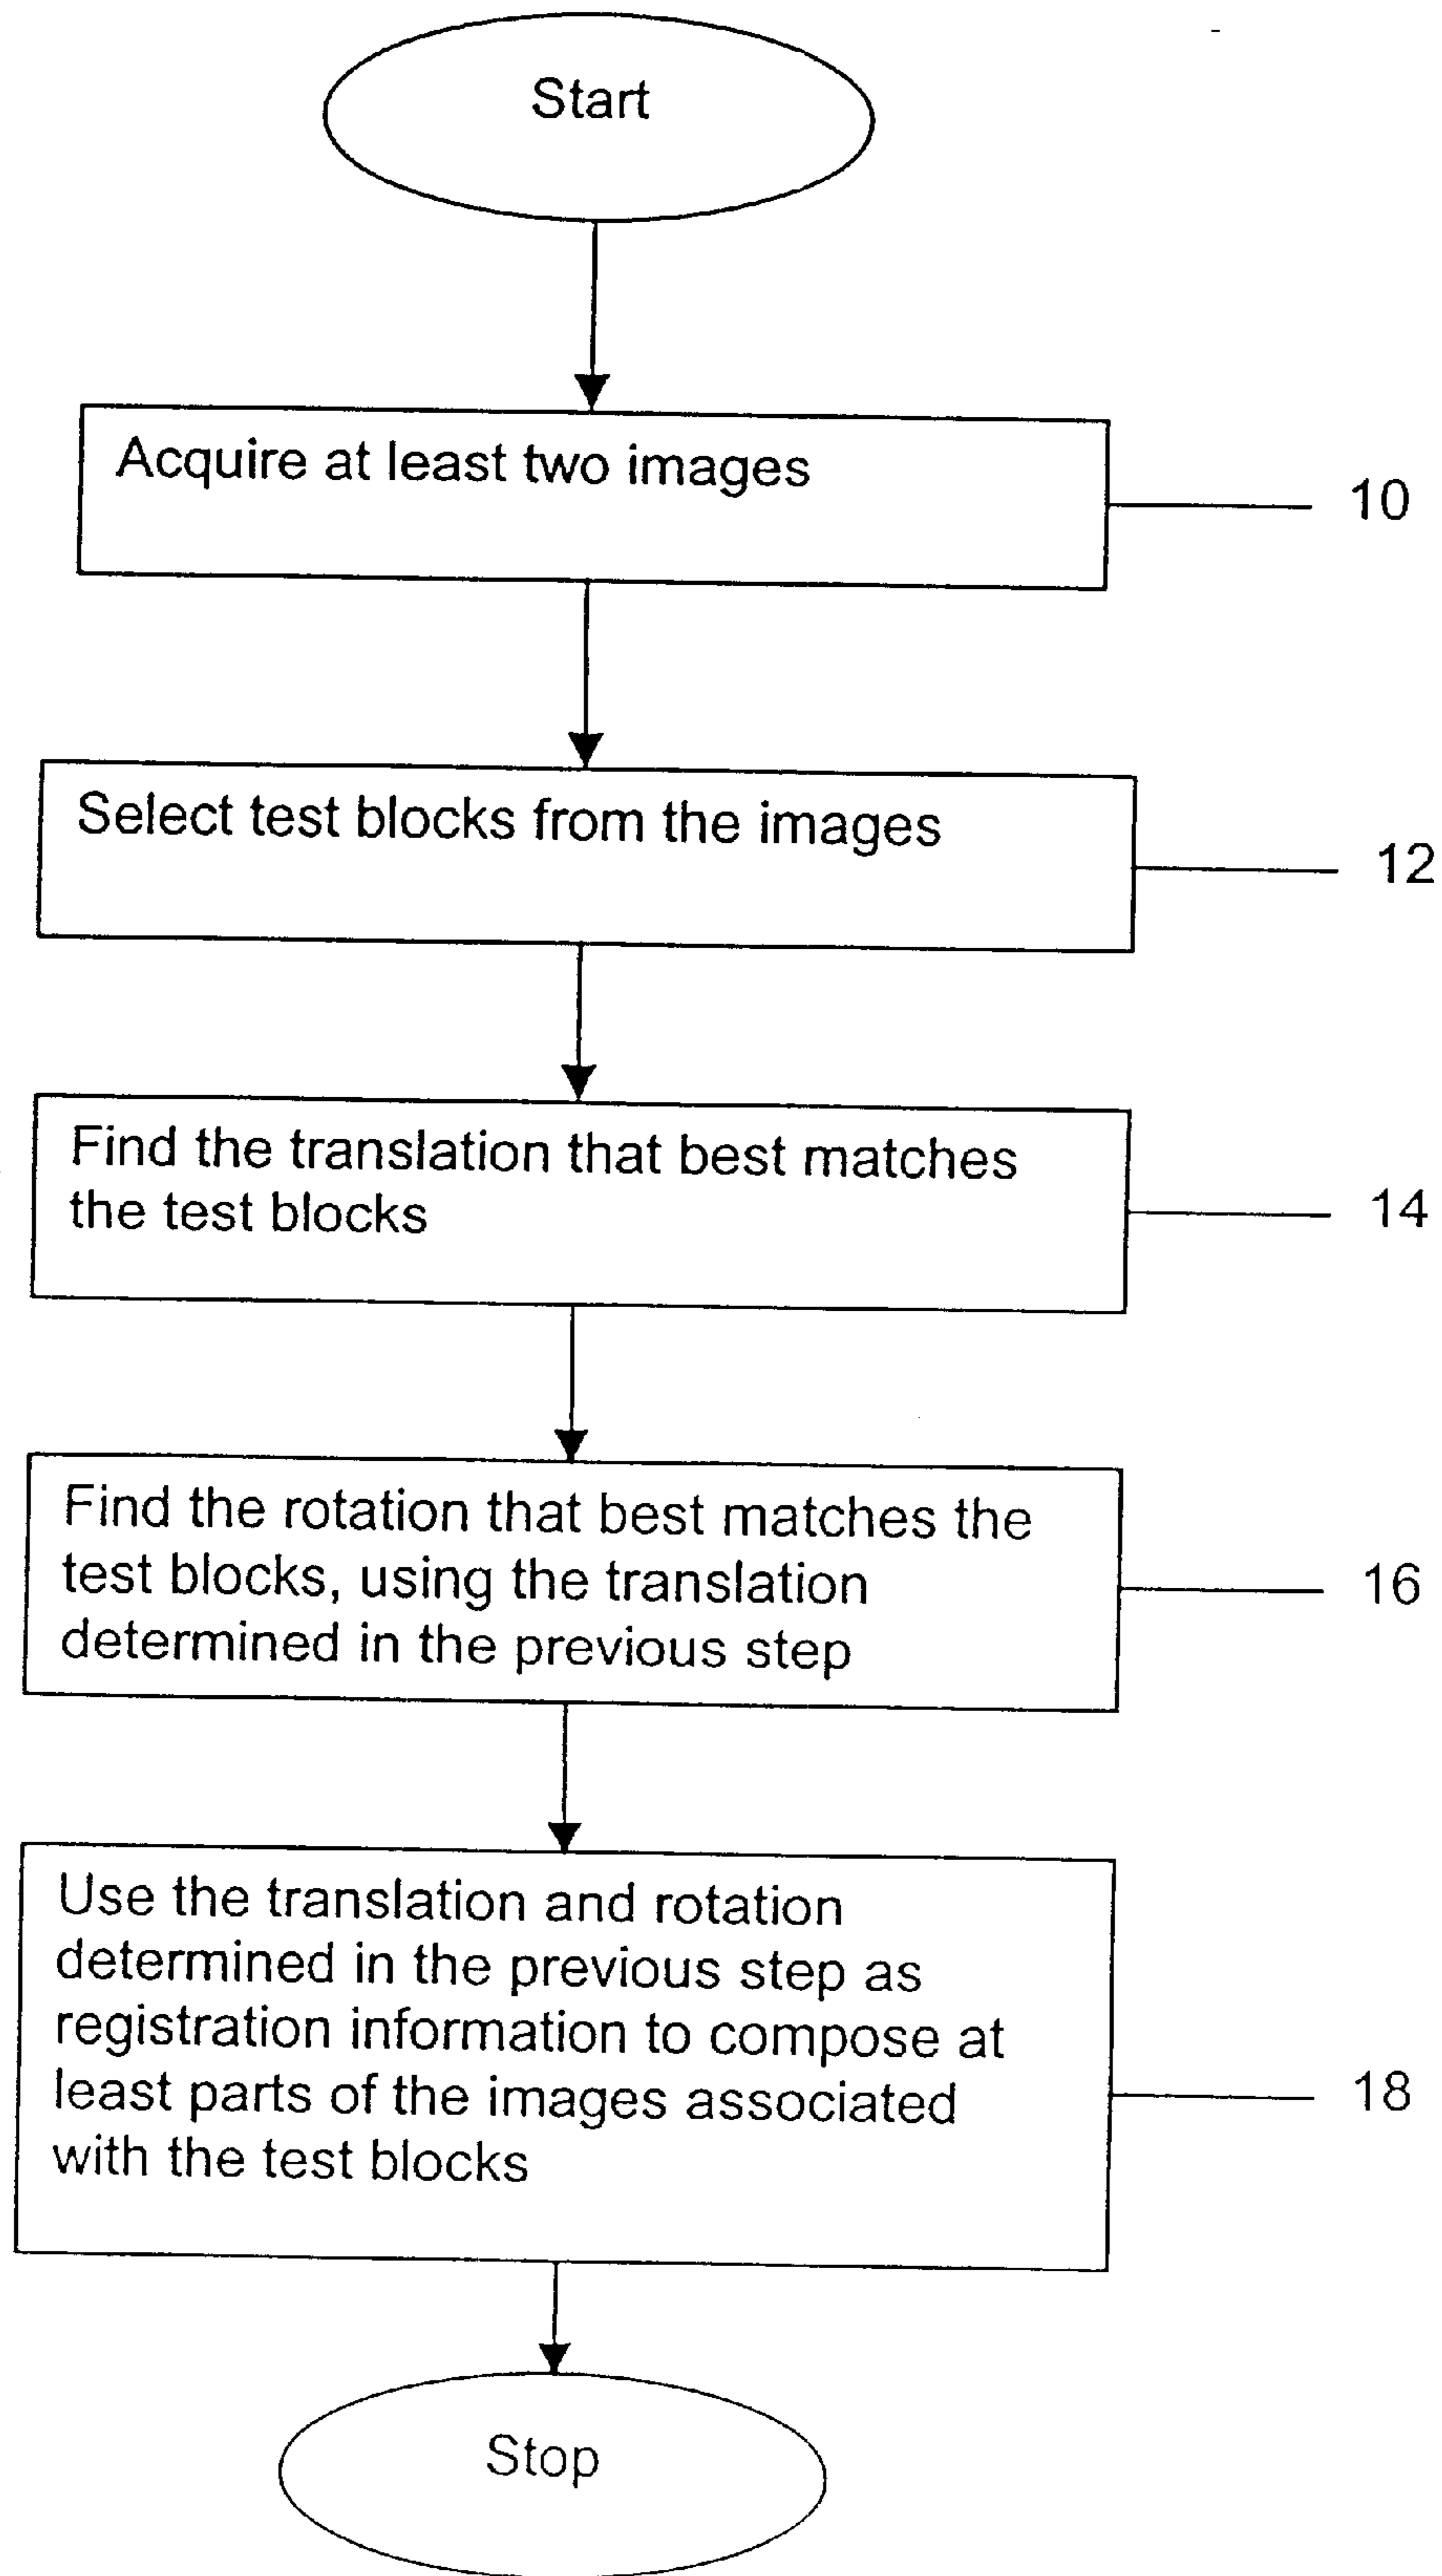 Start
Acquire at least two images
10
Select test blocks from the images
12
Find the translation that best matches
the test blocks
14
Find the rotation that best matches the
test blocks, using the translation
determined in the previous step
16
Use the translation and rotation
determined in the previous step as
registration information to compose at
least parts of the images associated
with the test blocks
18
Stop